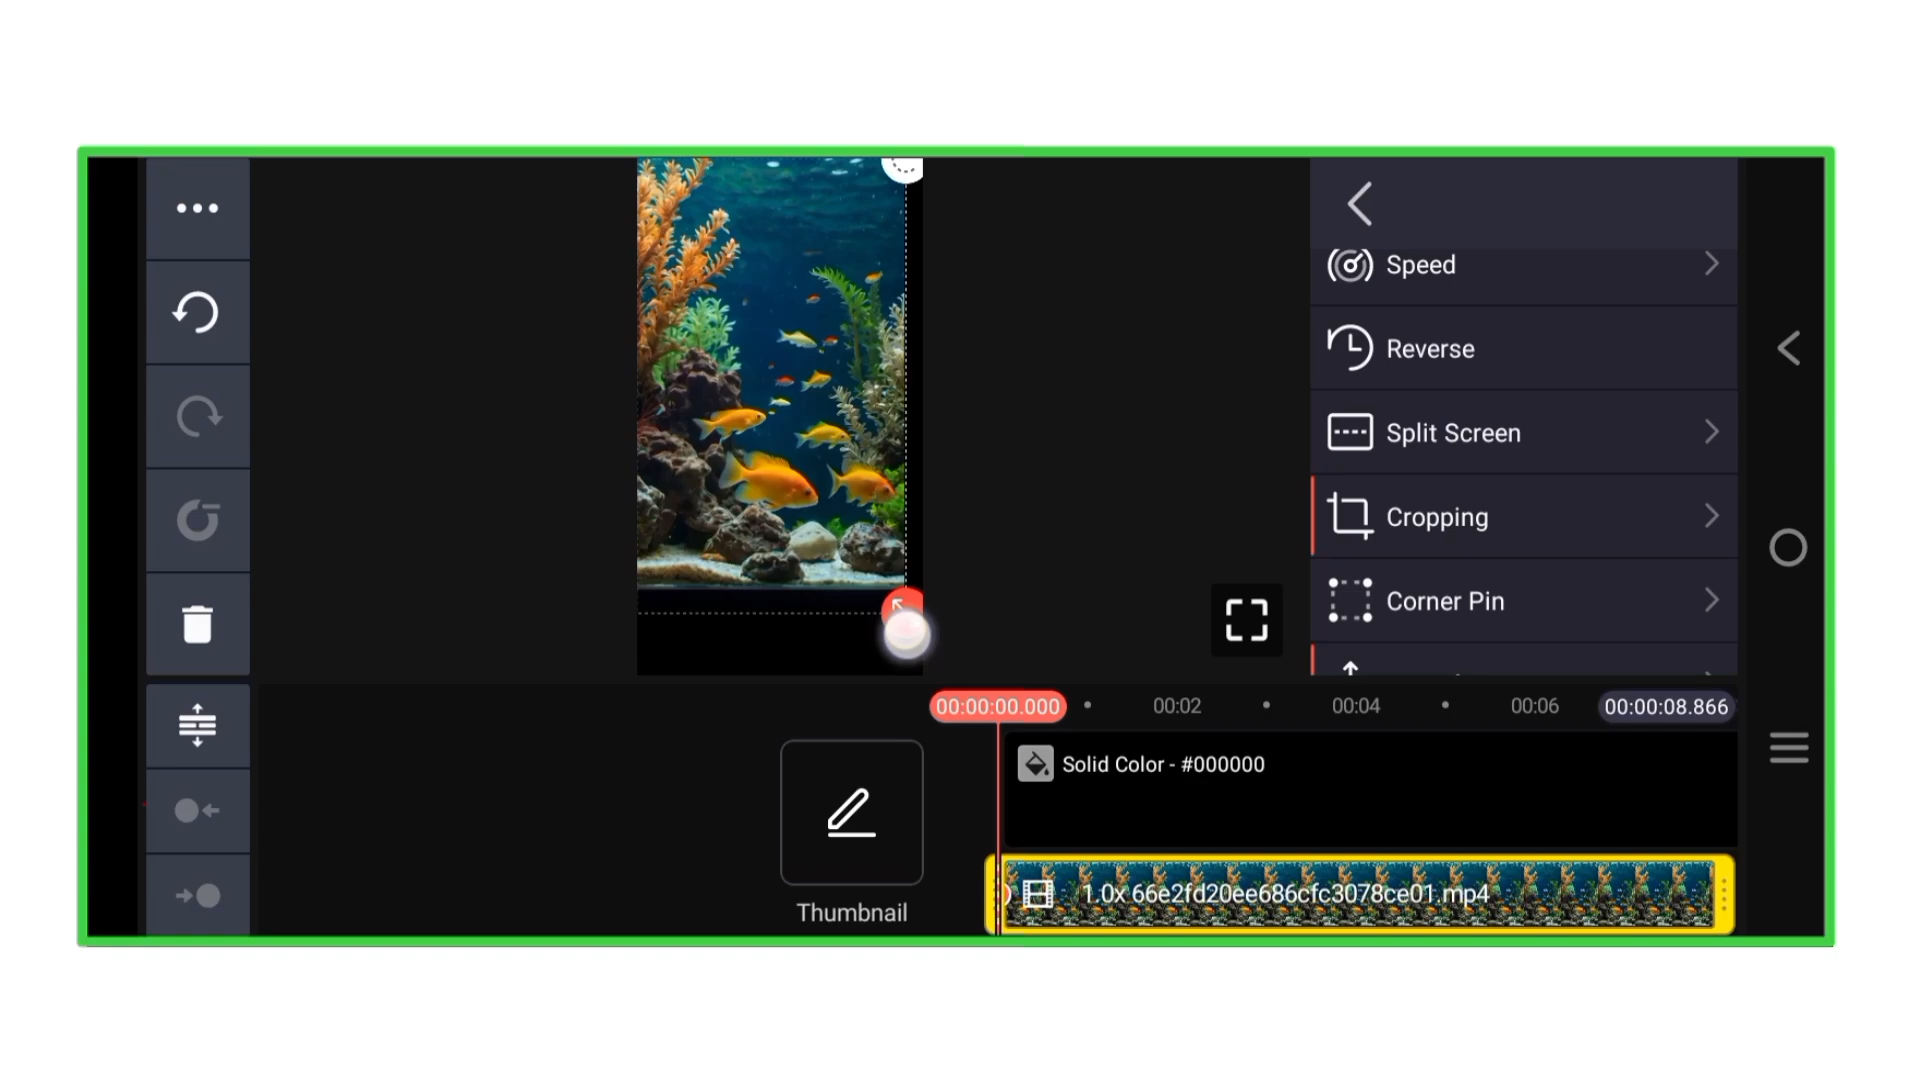 Speed
Reverse
Split Screen
Cropping
Corner Pin
00:00:00.000
00:02
00:04
00:06
00:00:08.866
Solid Color - #000000
1.0x 66e2fd20ee686cfc3078ce01.mp4
Thumbnail